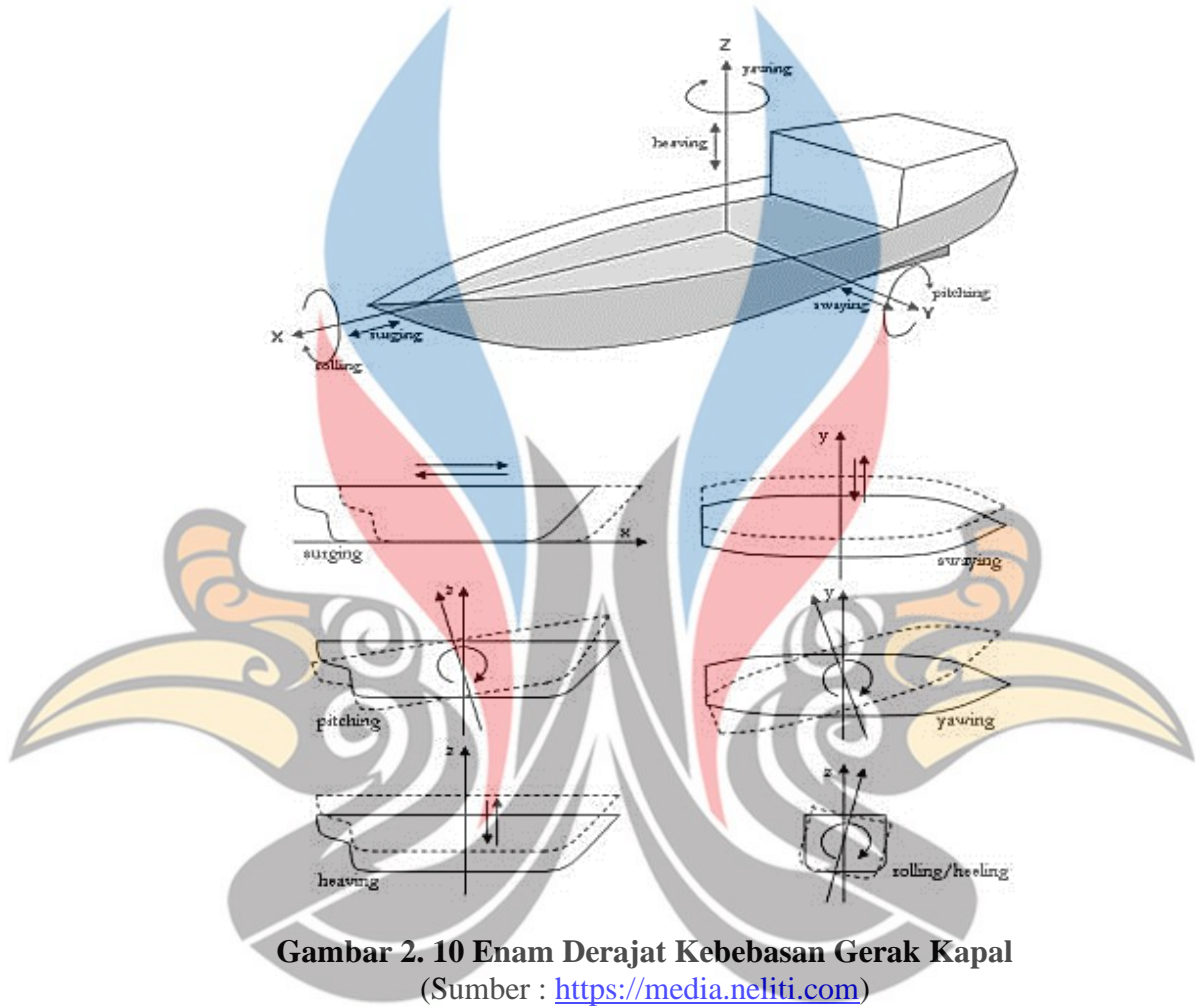 Z
yawing
heaving
pitching
swaying
Y
X
surging
rolling
y
x
surging
swaying
z
y
pitching
yawing
z
z
heaving
rolling/heeling
Gambar 2. 10 Enam Derajat Kebebasan Gerak Kapal
(Sumber : https://media.neliti.com)